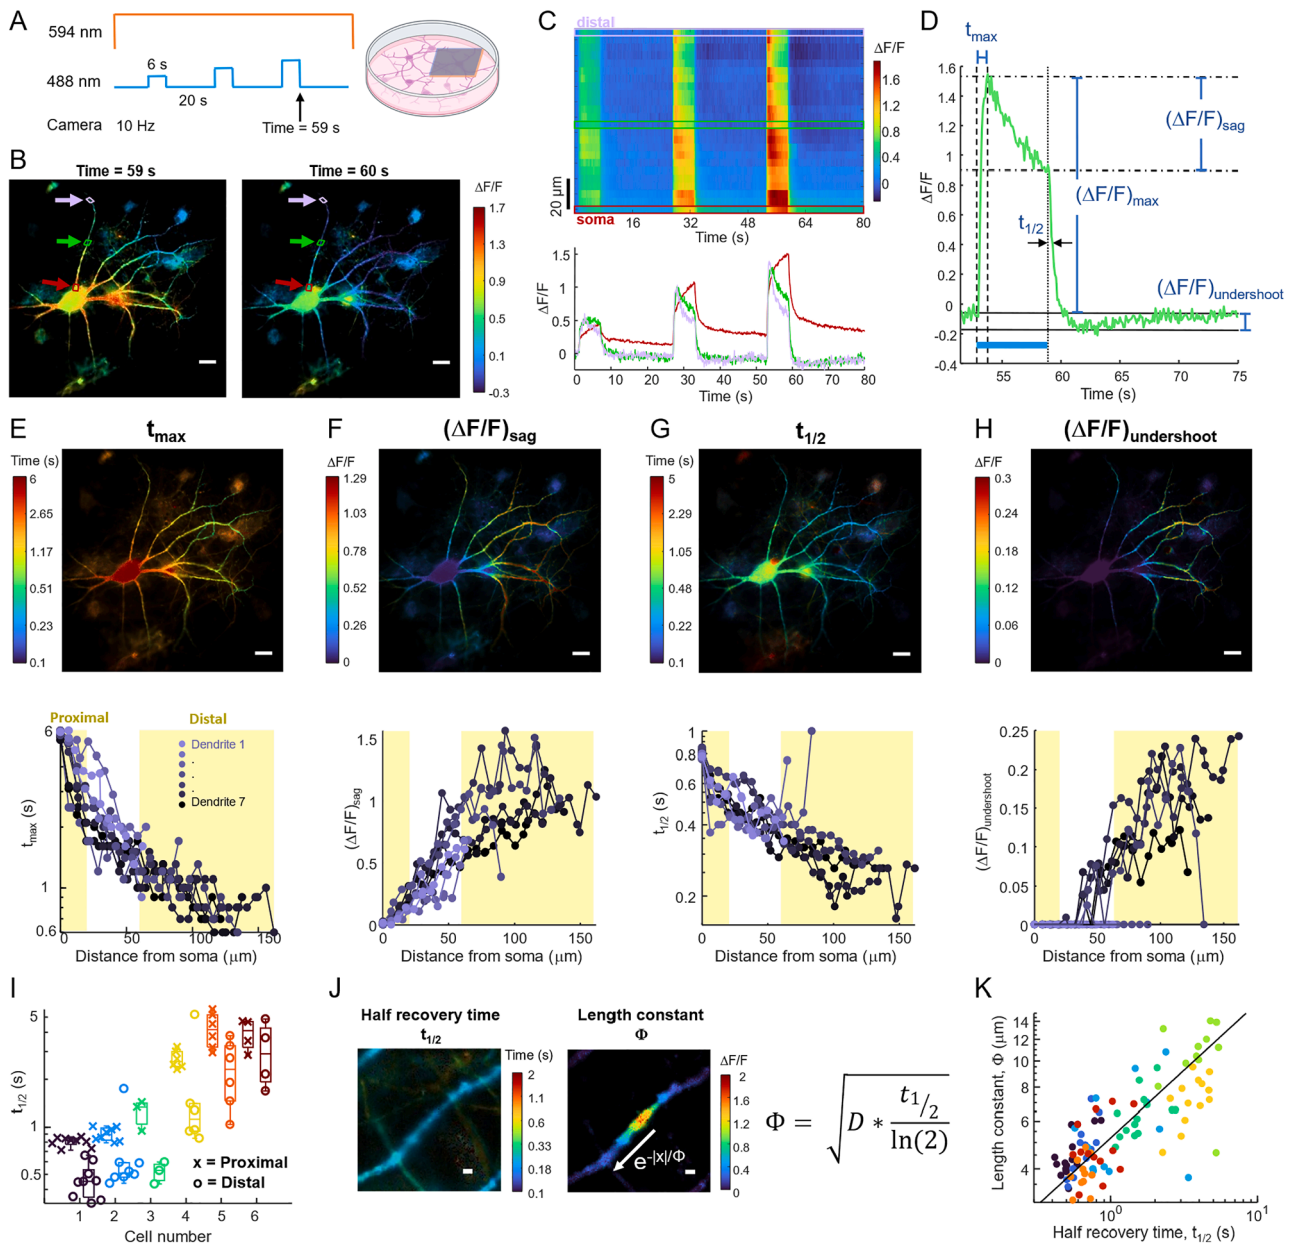 A
594 nm
6 s
488 nm
20 s
Camera
10 Hz
Time = 59 s
B
Time = 59 s
Time = 60 s
ΔF/F
1.7
1.3
0.9
0.5
0.1
-0.3
C
distal
ΔF/F
1.6
1.2
0.8
0.4
0
20 μm
soma
16
32
48
64
80
Time (s)
ΔF/F
1.5
1.0
0.5
0
0
10
20
30
40
50
60
70
80
Time (s)
D
tmax
1.6
1.4
1.2
1
0.8
0.6
0.4
0.2
0
-0.2
-0.4
ΔF/F
(ΔF/F)sag
(ΔF/F)max
t1/2
(ΔF/F)undershoot
55
60
65
70
75
Time (s)
E
tmax
Time (s)
6
2.65
1.17
0.51
0.23
0.1
F
(ΔF/F)sag
ΔF/F
1.29
1.03
0.78
0.52
0.26
0
G
t1/2
Time (s)
5
2.29
1.05
0.48
0.22
0.1
H
(ΔF/F)undershoot
ΔF/F
0.3
0.24
0.18
0.12
0.06
0
Proximal
Distal
Dendrite 1
.
.
.
Dendrite 7
6
1
0.6
tmax (s)
0
50
100
150
Distance from soma (μm)
1.5
1
0.5
0
(ΔF/F)sag
0
50
100
150
Distance from soma (μm)
1
0.8
0.6
0.4
0.2
t1/2 (s)
0
50
100
150
Distance from soma (μm)
0.25
0.2
0.15
0.1
0.05
0
(ΔF/F)undershoot
0
50
100
150
Distance from soma (μm)
I
5
1
0.5
t1/2 (s)
x = Proximal
o = Distal
1
2
3
4
5
6
Cell number
J
Half recovery time
t1/2
Time (s)
2
1.1
0.6
0.33
0.18
0.1
Length constant
Φ
ΔF/F
2
1.6
1.2
0.8
0.4
0
e-|x|/Φ
Φ = √D * t1/2 / ln(2)
K
14
12
10
8
6
4
Length constant, Φ (μm)
10⁰
10¹
Half recovery time, t1/2 (s)